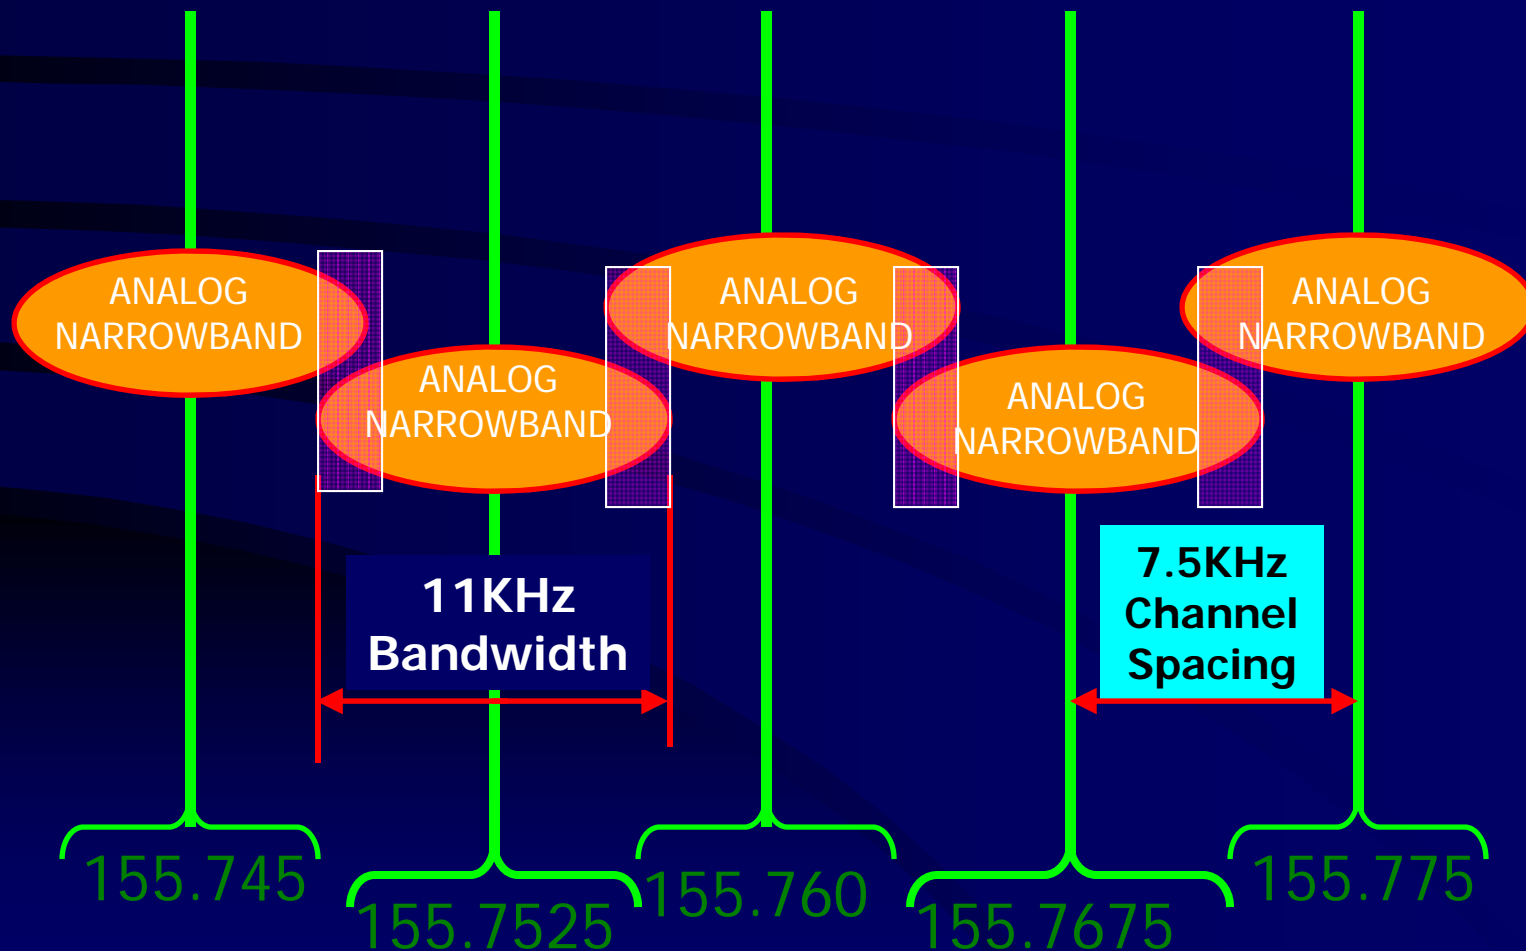 ANALOG
NARROWBAND
ANALOG
NARROWBAND
ANALOG
NARROWBAND
ANALOG
NARROWBAND
ANALOG
NARROWBAND
11KHz
Bandwidth
7.5KHz
Channel
Spacing
155.745
155.7525
155.760
155.7675
155.775